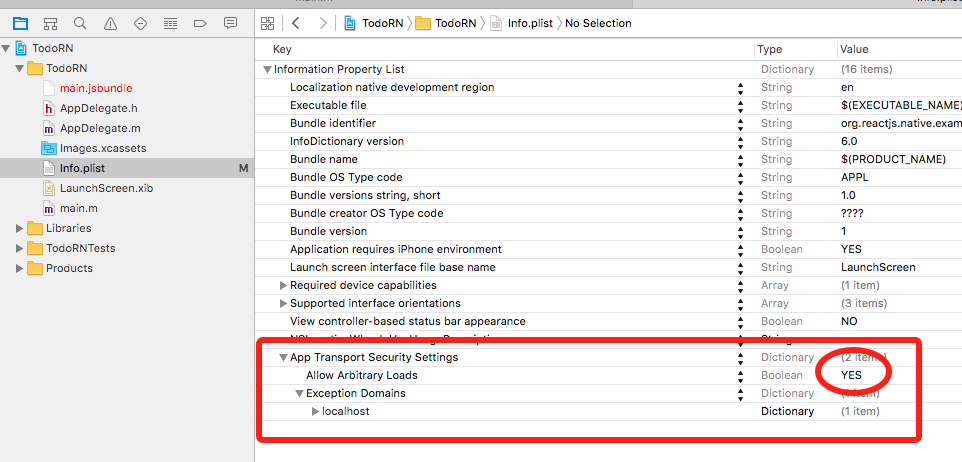 TodoRN
TodoRN
main.jsbundle
AppDelegate.h
AppDelegate.m
Images.xcassets
Info.plist M
LaunchScreen.xib
main.m
Libraries
TodoRNTests
Products
TodoRN TodoRN Info.plist No Selection
Key Type Value
Information Property List Dictionary (16 items)
Localization native development region String en
Executable file String $(EXECUTABLE_NAME)
Bundle identifier String org.reactjs.native.exam
InfoDictionary version String 6.0
Bundle name String $(PRODUCT_NAME)
Bundle OS Type code String APPL
Bundle versions string, short String 1.0
Bundle creator OS Type code String ????
Bundle version String 1
Application requires iPhone environment Boolean YES
Launch screen interface file base name String LaunchScreen
Required device capabilities Array (1 item)
Supported interface orientations Array (3 items)
View controller-based status bar appearance Boolean NO
App Transport Security Settings Dictionary (2 items)
Allow Arbitrary Loads Boolean YES
Exception Domains Dictionary (1 item)
localhost Dictionary (1 item)